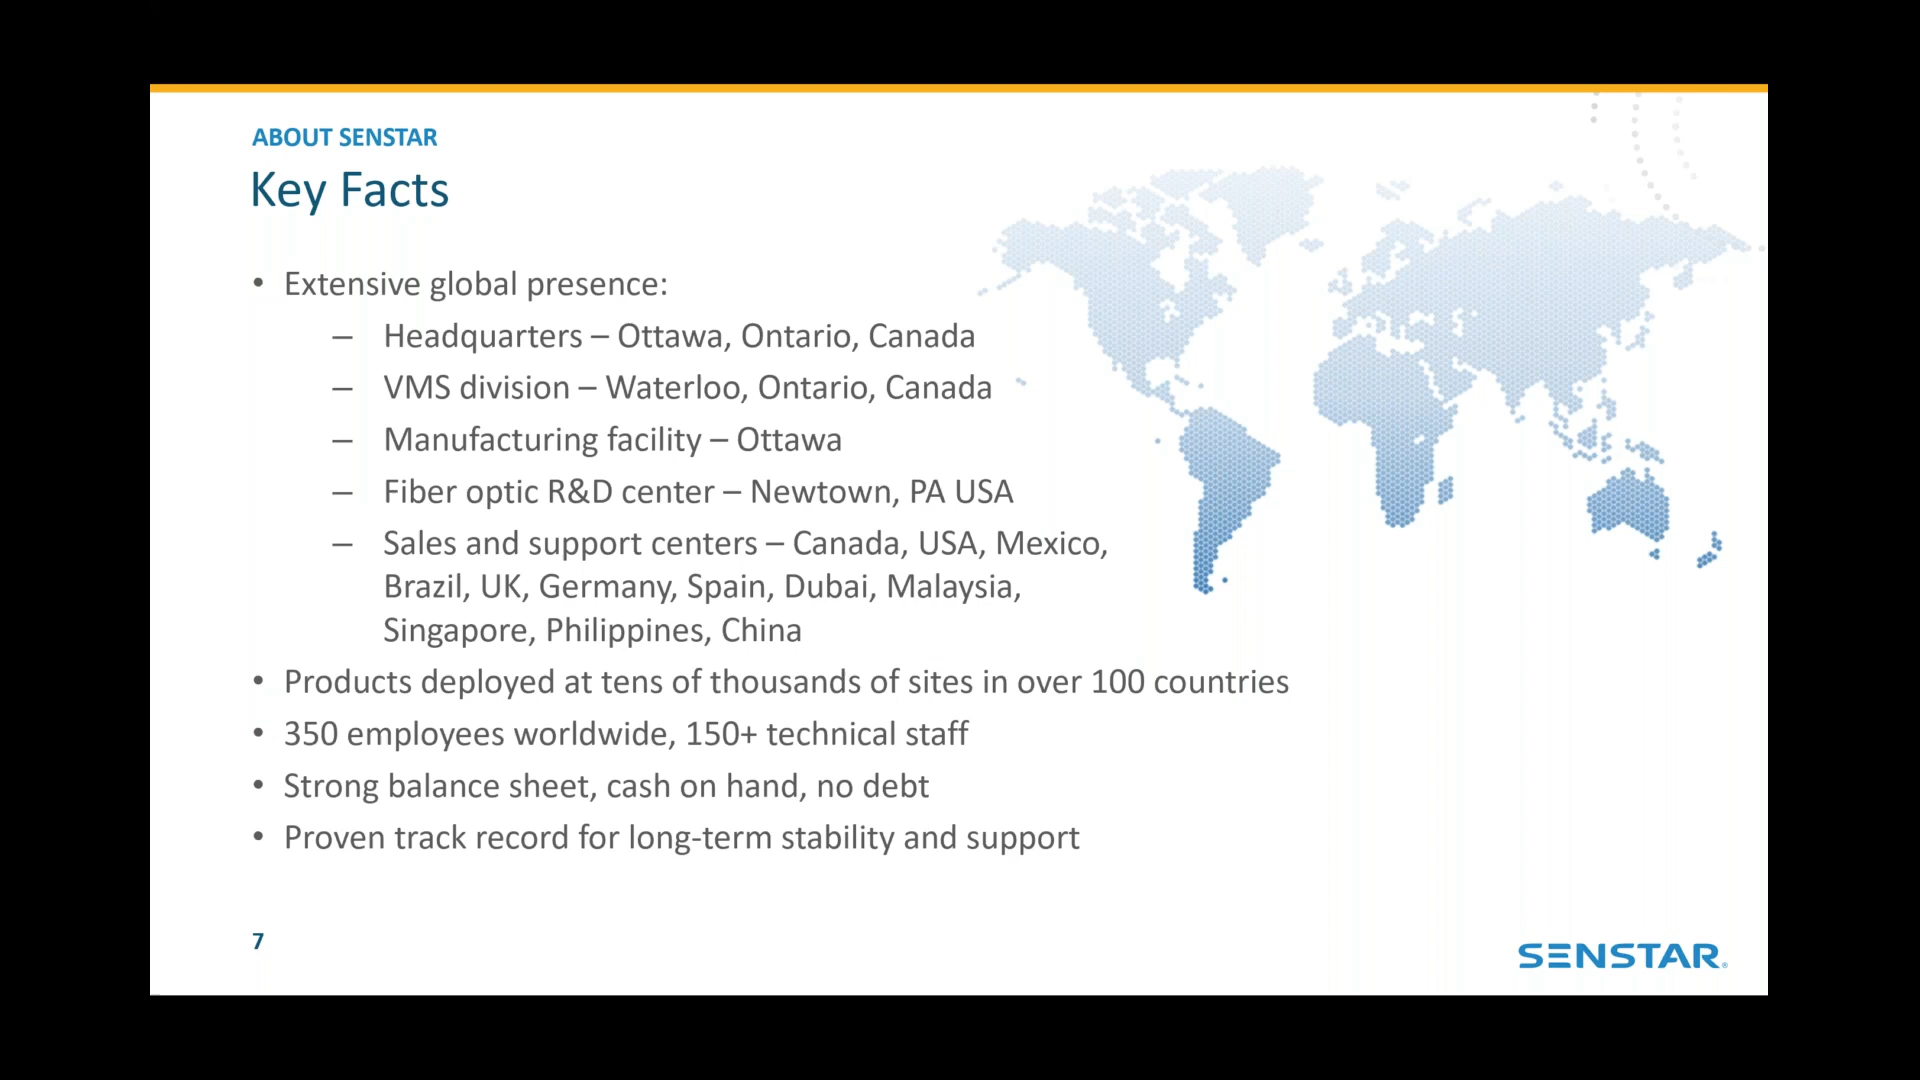 ABOUT SENSTAR
Key Facts
• Extensive global presence:
– Headquarters – Ottawa, Ontario, Canada
– VMS division – Waterloo, Ontario, Canada
– Manufacturing facility – Ottawa
– Fiber optic R&D center – Newtown, PA USA
– Sales and support centers – Canada, USA, Mexico,
Brazil, UK, Germany, Spain, Dubai, Malaysia,
Singapore, Philippines, China
• Products deployed at tens of thousands of sites in over 100 countries
• 350 employees worldwide, 150+ technical staff
• Strong balance sheet, cash on hand, no debt
• Proven track record for long-term stability and support
7
SENSTAR®